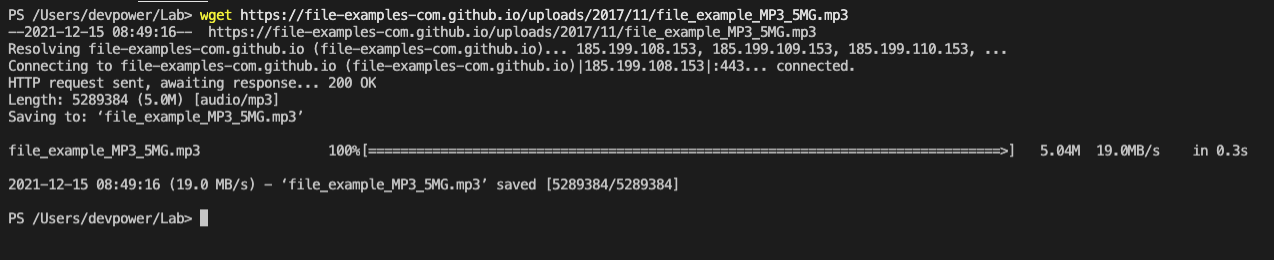 PS /Users/devpower/Lab> wget https://file-examples-com.github.io/uploads/2017/11/file_example_MP3_5MG.mp3
--2021-12-15 08:49:16--  https://file-examples-com.github.io/uploads/2017/11/file_example_MP3_5MG.mp3
Resolving file-examples-com.github.io (file-examples-com.github.io)... 185.199.108.153, 185.199.109.153, 185.199.110.153, ...
Connecting to file-examples-com.github.io (file-examples-com.github.io)|185.199.108.153|:443... connected.
HTTP request sent, awaiting response... 200 OK
Length: 5289384 (5.0M) [audio/mp3]
Saving to: ‘file_example_MP3_5MG.mp3’
file_example_MP3_5MG.mp3                100%[===============================================================================>]   5.04M  19.0MB/s    in 0.3s
2021-12-15 08:49:16 (19.0 MB/s) - ‘file_example_MP3_5MG.mp3’ saved [5289384/5289384]
PS /Users/devpower/Lab>